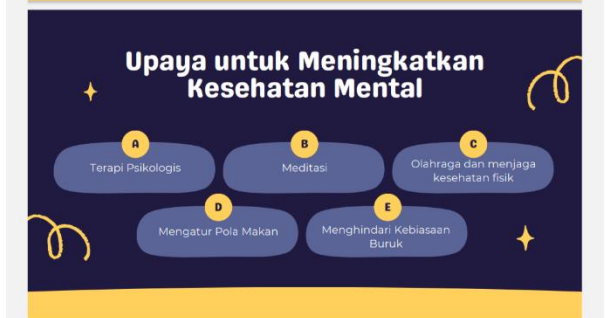 Upaya untuk Meningkatkan
Kesehatan Mental
A
Terapi Psikologis
B
Meditasi
C
Olahraga dan menjaga
kesehatan fisik
D
Mengatur Pola Makan
E
Menghindari Kebiasaan
Buruk